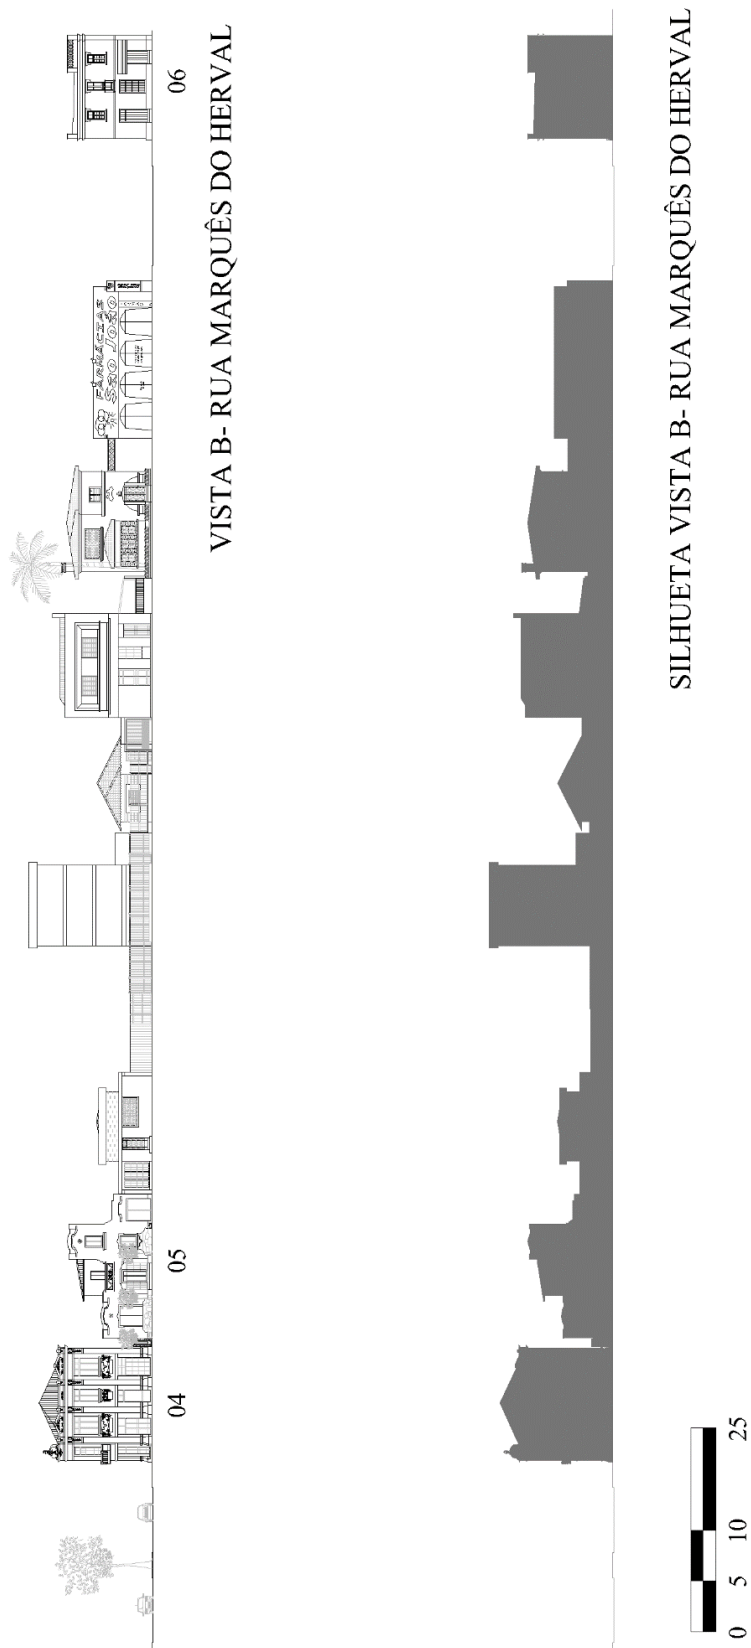 FARMÁCIAS
São João
04
05
06
VISTA B- RUA MARQUÊS DO HERVAL
SILHUETA VISTA B- RUA MARQUÊS DO HERVAL
0 5 10 25